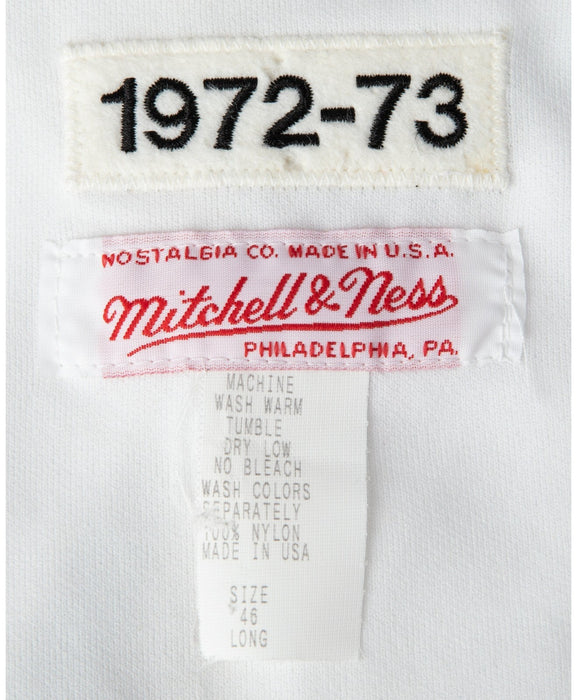 1972-73
NOSTALGIA CO. MADE IN U.S.A.
Mitchell & Ness
PHILADELPHIA, PA.
MACHINE
WASH WARM
TUMBLE
DRY LOW
NO BLEACH
WASH COLORS
SEPARATELY
100% NYLON
MADE IN USA
SIZE
46
LONG